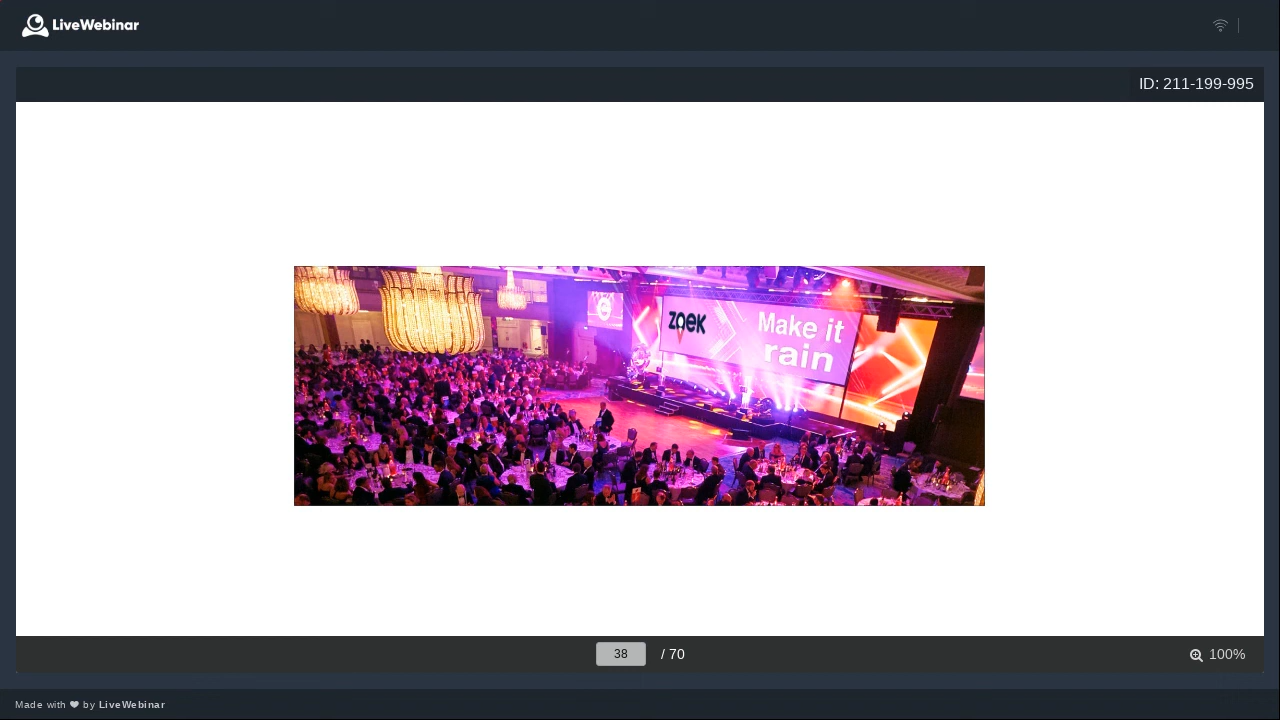 LiveWebinar
ID: 211-199-995
zoek
Make it
rain
38 / 70
100%
Made with ❤ by LiveWebinar